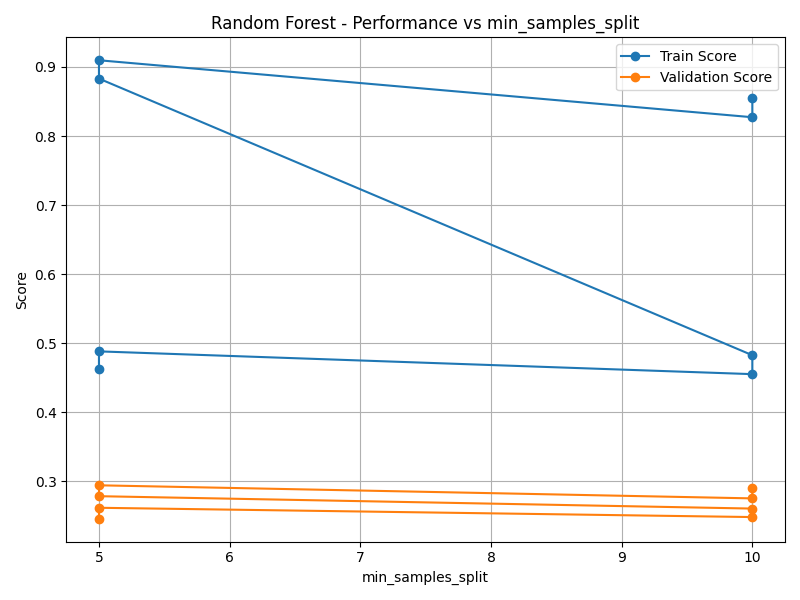 Random Forest - Performance vs min_samples_split
Train Score
Validation Score
Score
0.9
0.8
0.7
0.6
0.5
0.4
0.3
5 6 7 8 9 10
min_samples_split